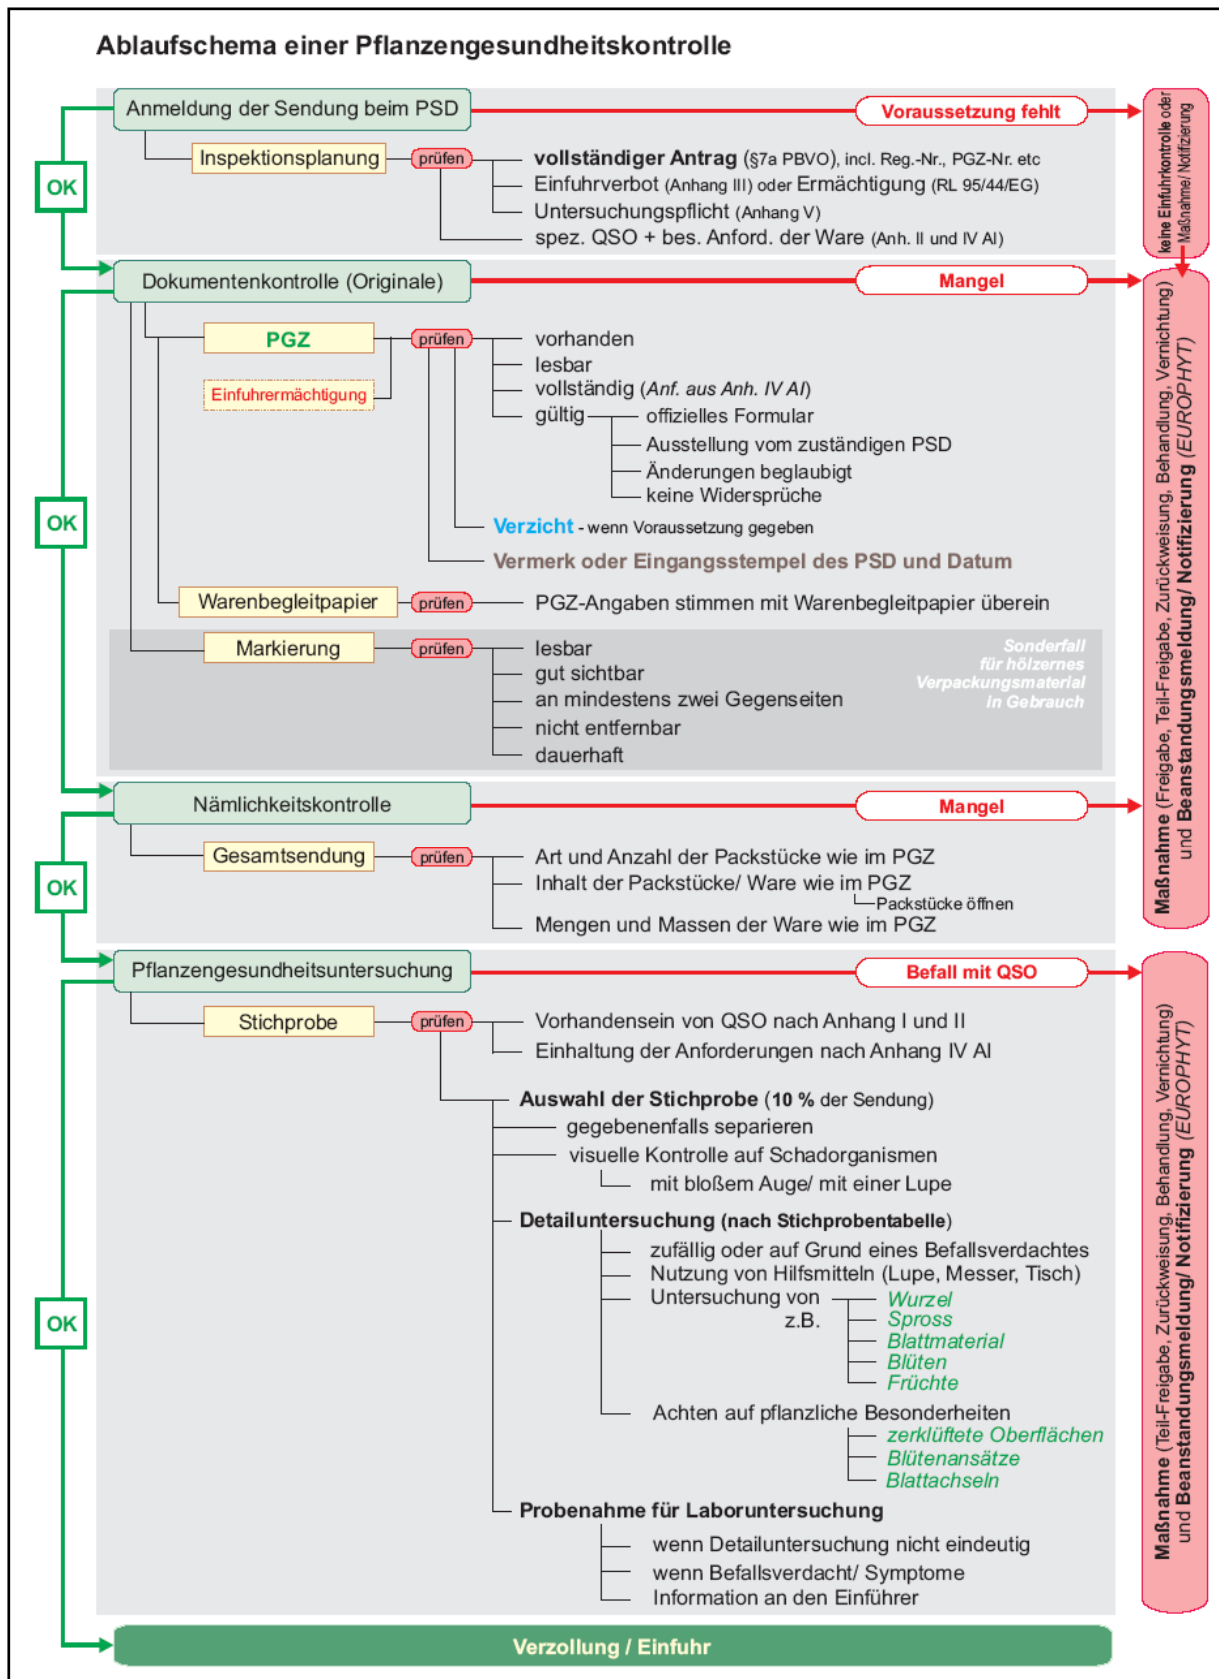 Ablaufschema einer Pflanzengesundheitskontrolle
Anmeldung der Sendung beim PSD
Voraussetzung fehlt
Inspektionsplanung
prüfen
vollständiger Antrag (§7a PBVO), incl. Reg.-Nr., PGZ-Nr. etc
Einfuhrverbot (Anhang III) oder Ermächtigung (RL 95/44/EG)
Untersuchungspflicht (Anhang V)
spez. QSO + bes. Anford. der Ware (Anh. II und IV AI)
OK
keine Einfuhrkontrolle oder
Maßnahme/ Notifizierung
Dokumentenkontrolle (Originale)
Mangel
PGZ
prüfen
Einfuhrermächtigung
vorhanden
lesbar
vollständig (Anf. aus Anh. IV AI)
gültig
offizielles Formular
Ausstellung vom zuständigen PSD
Änderungen beglaubigt
keine Widersprüche
OK
Verzicht - wenn Voraussetzung gegeben
Vermerk oder Eingangsstempel des PSD und Datum
Warenbegleitpapier
prüfen
PGZ-Angaben stimmen mit Warenbegleitpapier überein
Markierung
prüfen
lesbar
gut sichtbar
an mindestens zwei Gegenseiten
nicht entfernbar
dauerhaft
Sonderfall
für hölzernes
Verpackungsmaterial
in Gebrauch
Nämlichkeitskontrolle
Mangel
Gesamtsendung
prüfen
Art und Anzahl der Packstücke wie im PGZ
Inhalt der Packstücke/ Ware wie im PGZ
Packstücke öffnen
Mengen und Massen der Ware wie im PGZ
OK
Maßnahme (Freigabe, Teil-Freigabe, Zurückweisung, Behandlung, Vernichtung)
und Beanstandungsmeldung/ Notifizierung (EUROPHYT)
Pflanzengesundheitsuntersuchung
Befall mit QSO
Stichprobe
prüfen
Vorhandensein von QSO nach Anhang I und II
Einhaltung der Anforderungen nach Anhang IV AI
Auswahl der Stichprobe (10 % der Sendung)
gegebenenfalls separieren
visuelle Kontrolle auf Schadorganismen
mit bloßem Auge/ mit einer Lupe
Detailuntersuchung (nach Stichprobentabelle)
zufällig oder auf Grund eines Befallsverdachtes
Nutzung von Hilfsmitteln (Lupe, Messer, Tisch)
Untersuchung von
z.B.
Wurzel
Spross
Blattmaterial
Blüten
Früchte
OK
Achten auf pflanzliche Besonderheiten
zerklüftete Oberflächen
Blütenansätze
Blattachseln
Probenahme für Laboruntersuchung
wenn Detailuntersuchung nicht eindeutig
wenn Befallsverdacht/ Symptome
Information an den Einführer
Maßnahme (Teil-Freigabe, Zurückweisung, Behandlung, Vernichtung)
und Beanstandungsmeldung/ Notifizierung (EUROPHYT)
Verzollung / Einfuhr